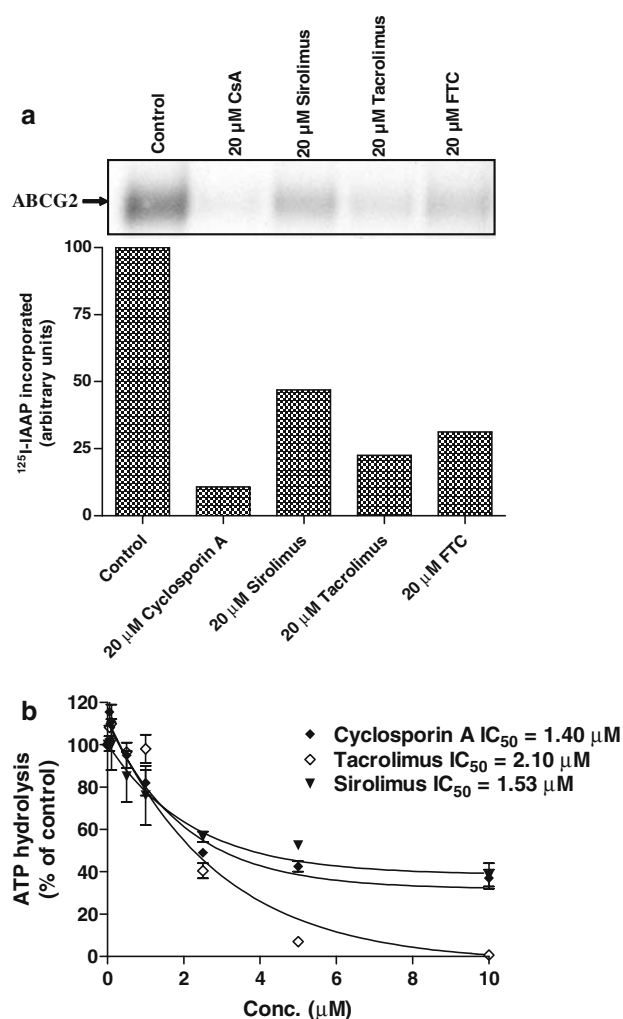 a
Control
20 µM CsA
20 µM Sirolimus
20 µM Tacrolimus
20 µM FTC
ABCG2
¹²⁵I-IAAP incorporated
(arbitrary units)
100
75
50
25
0
Control
20 µM Cyclosporin A
20 µM Sirolimus
20 µM Tacrolimus
20 µM FTC
b
ATP hydrolysis
(% of control)
120
100
80
60
40
20
0
Cyclosporin A IC₅₀ = 1.40 µM
Tacrolimus IC₅₀ = 2.10 µM
Sirolimus IC₅₀ = 1.53 µM
0 2 4 6 8 10
Conc. (µM)